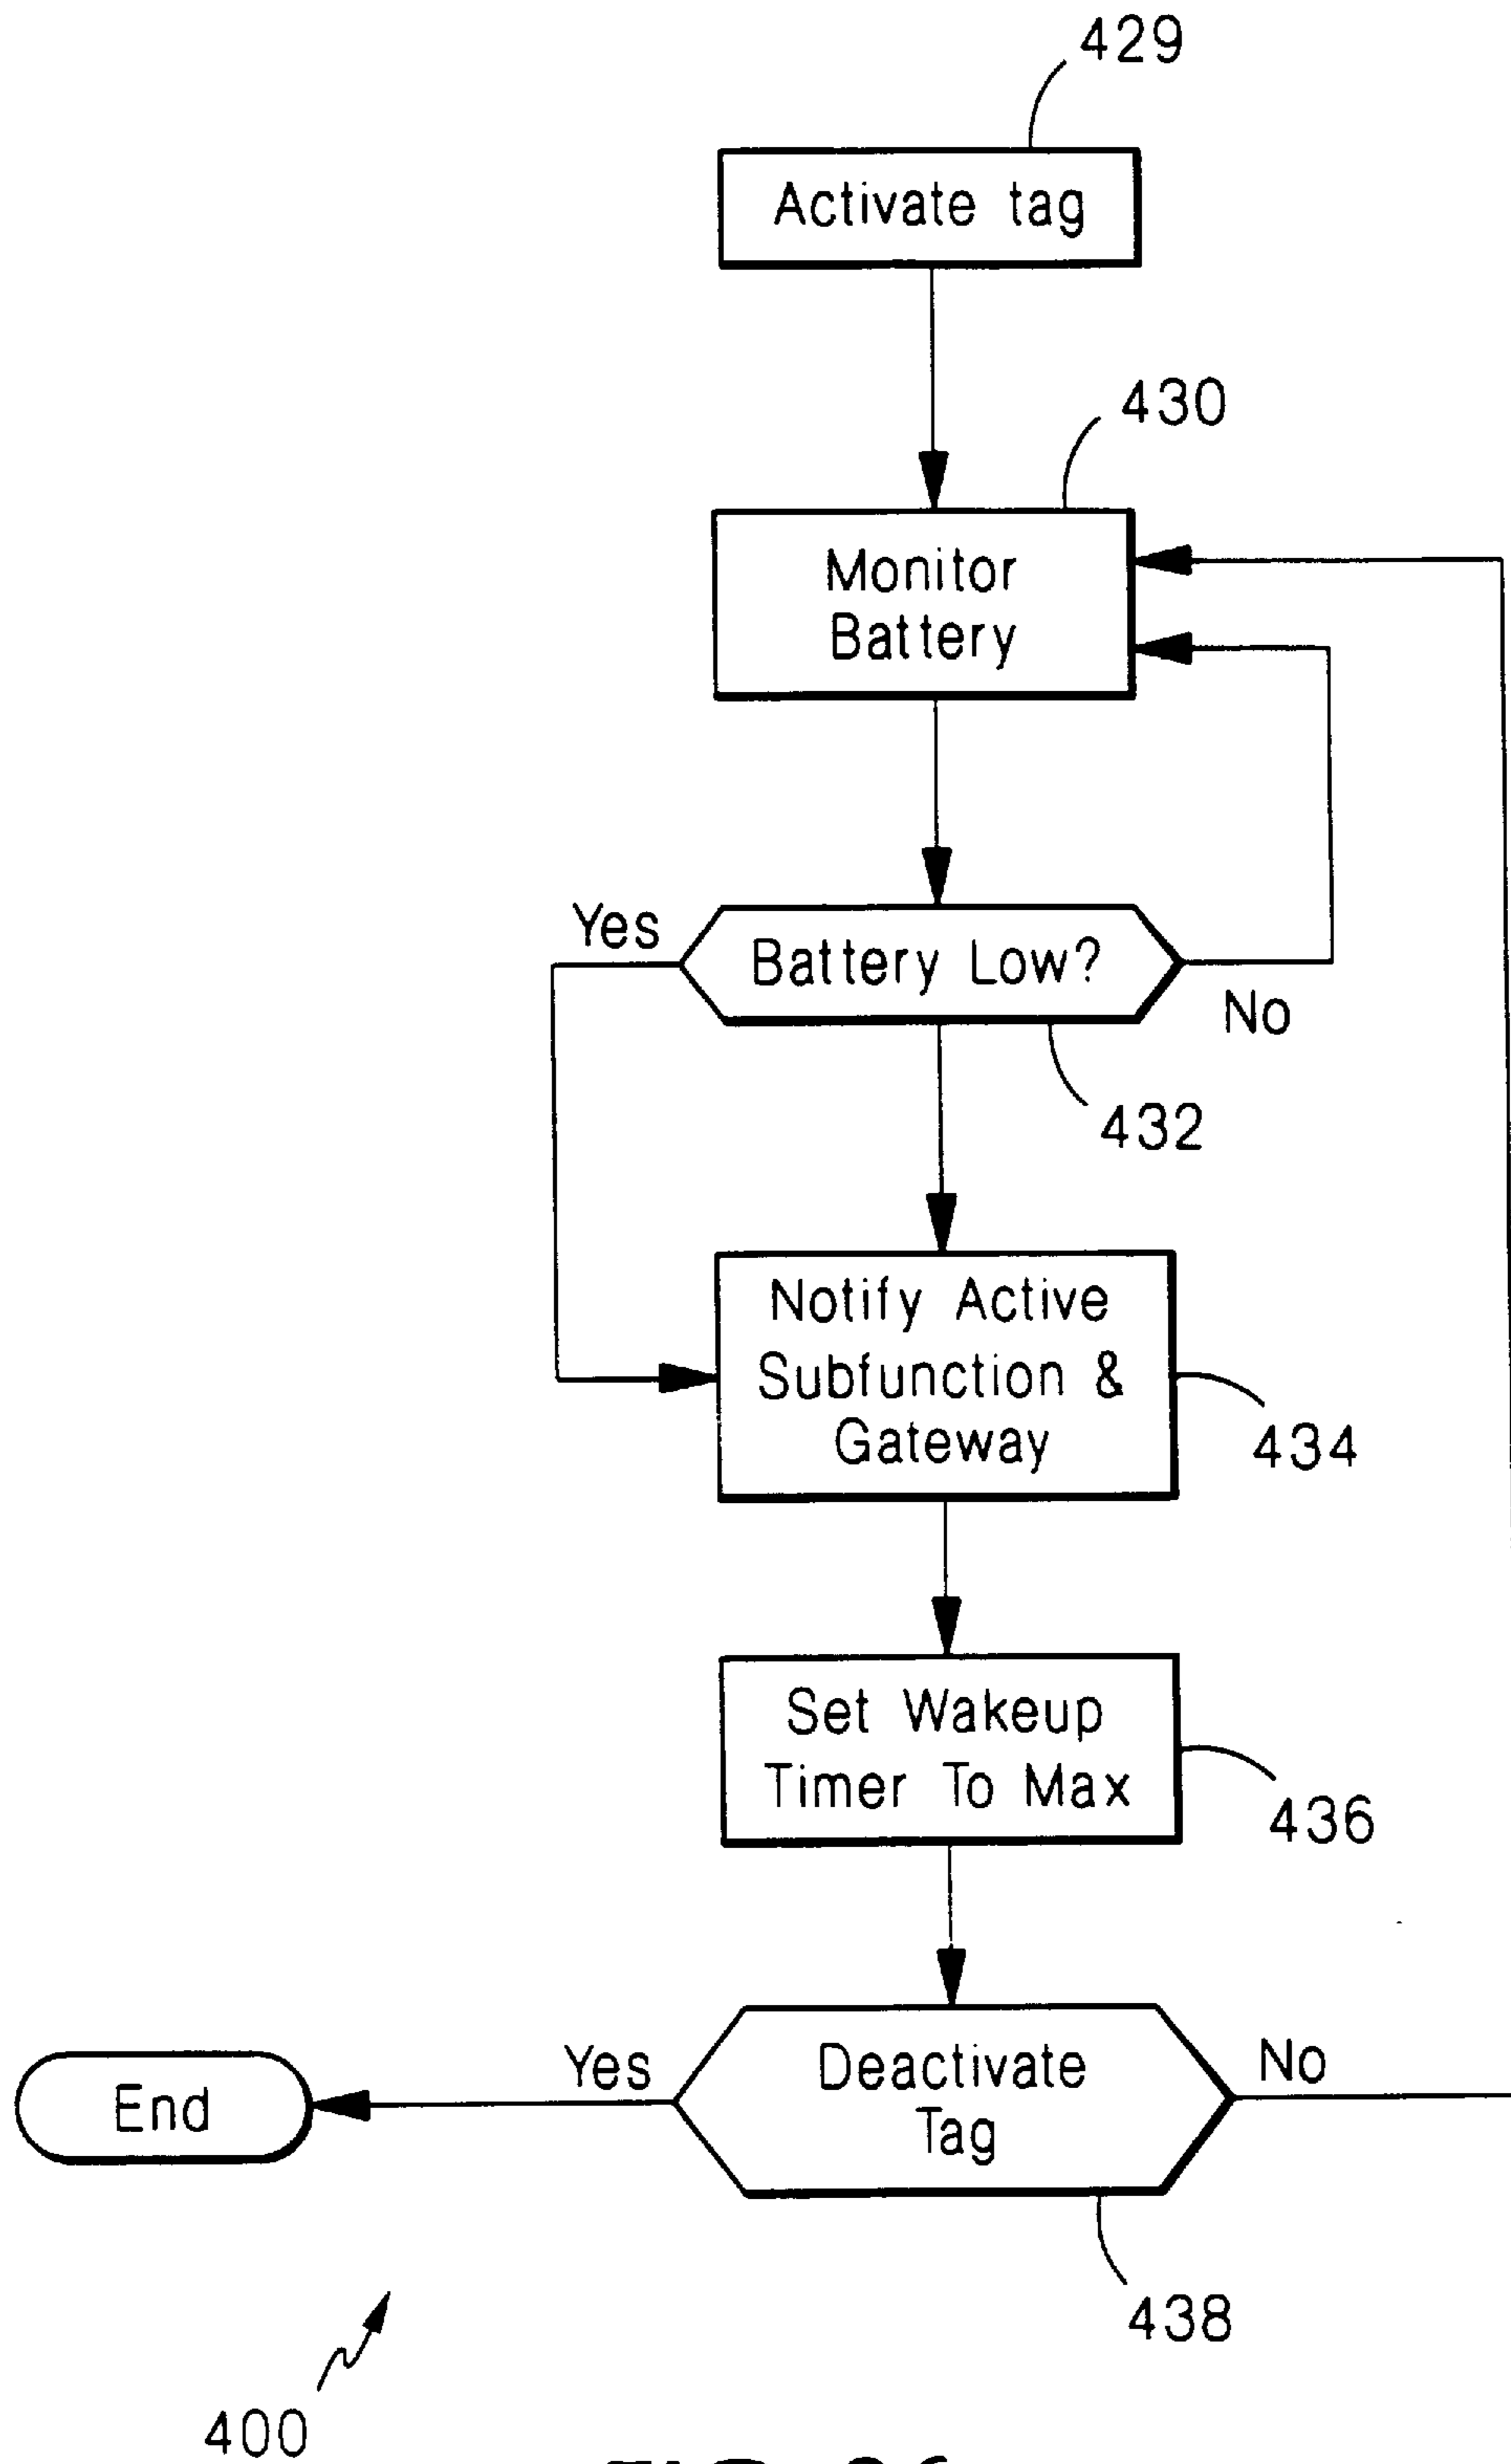 429
Activate tag
430
Monitor
Battery
Yes
Battery Low?
No
432
Notify Active
Subfunction &
Gateway
434
Set Wakeup
Timer To Max
436
Yes
Deactivate
Tag
No
End
438
400